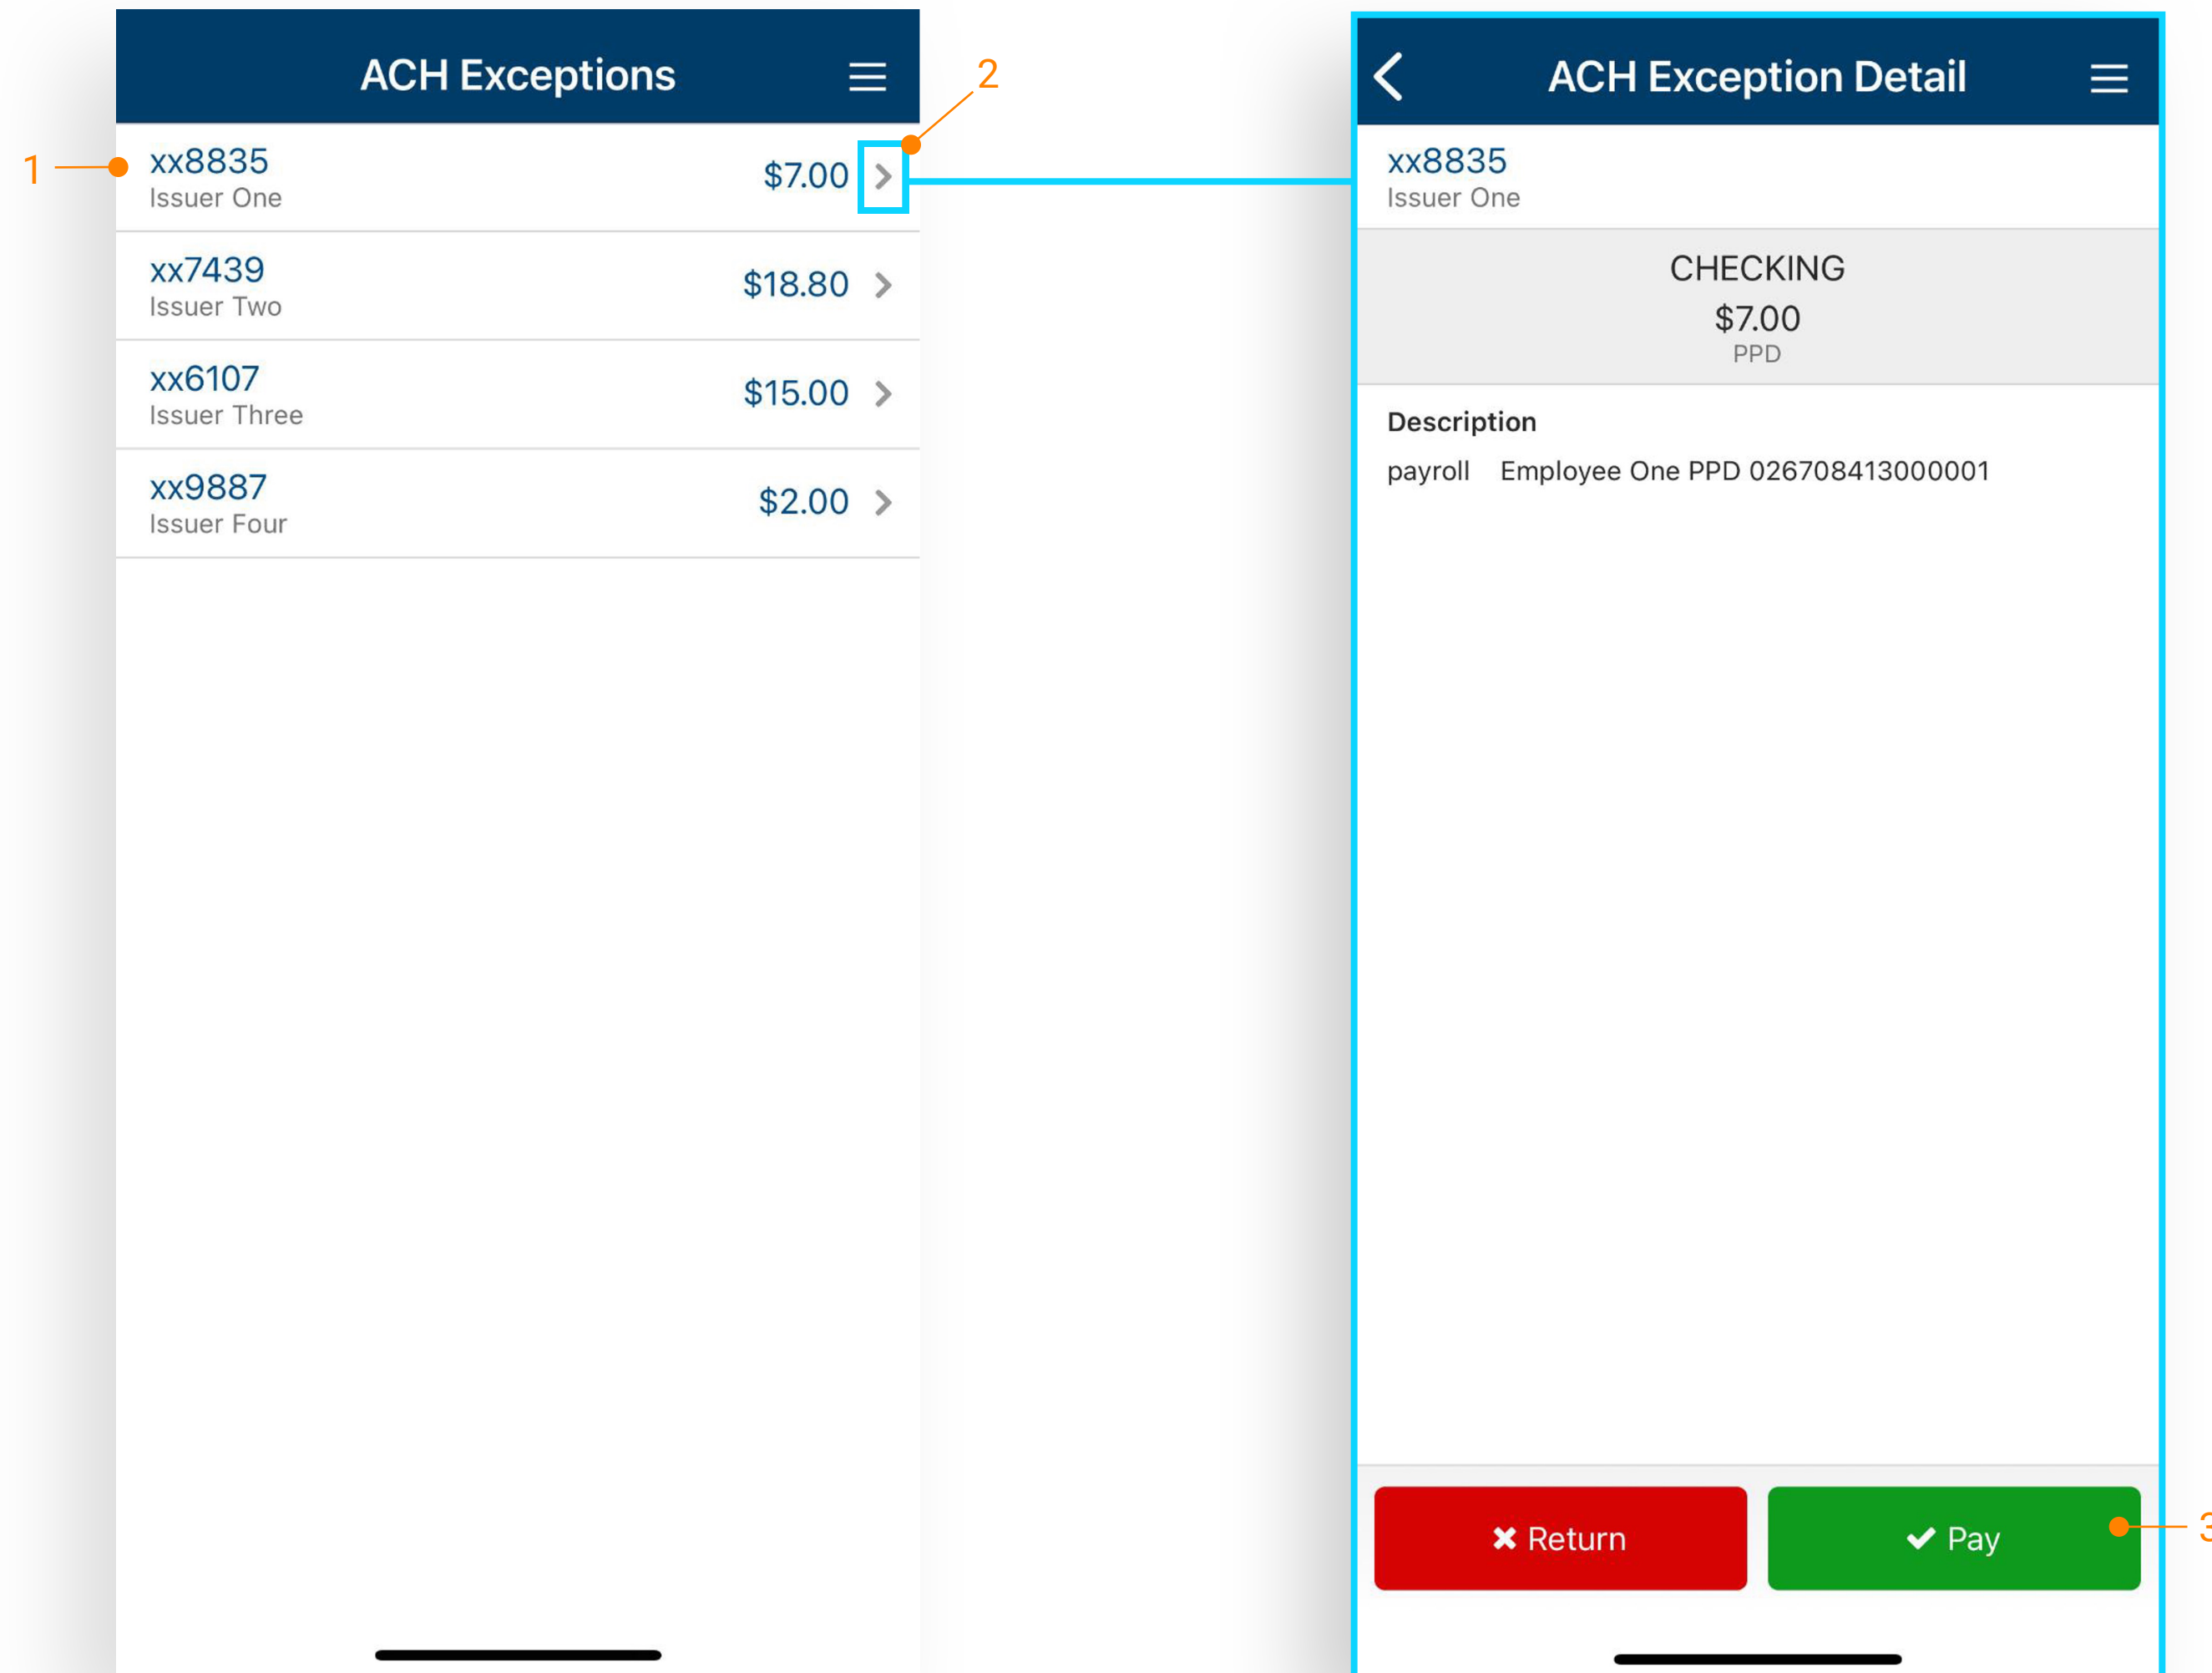 ACH Exceptions
2
1
xx8835
Issuer One
$7.00
xx7439
Issuer Two
$18.80
xx6107
Issuer Three
$15.00
xx9887
Issuer Four
$2.00
ACH Exception Detail
xx8835
Issuer One
CHECKING
$7.00
PPD
Description
payroll Employee One PPD 026708413000001
Return
Pay
3